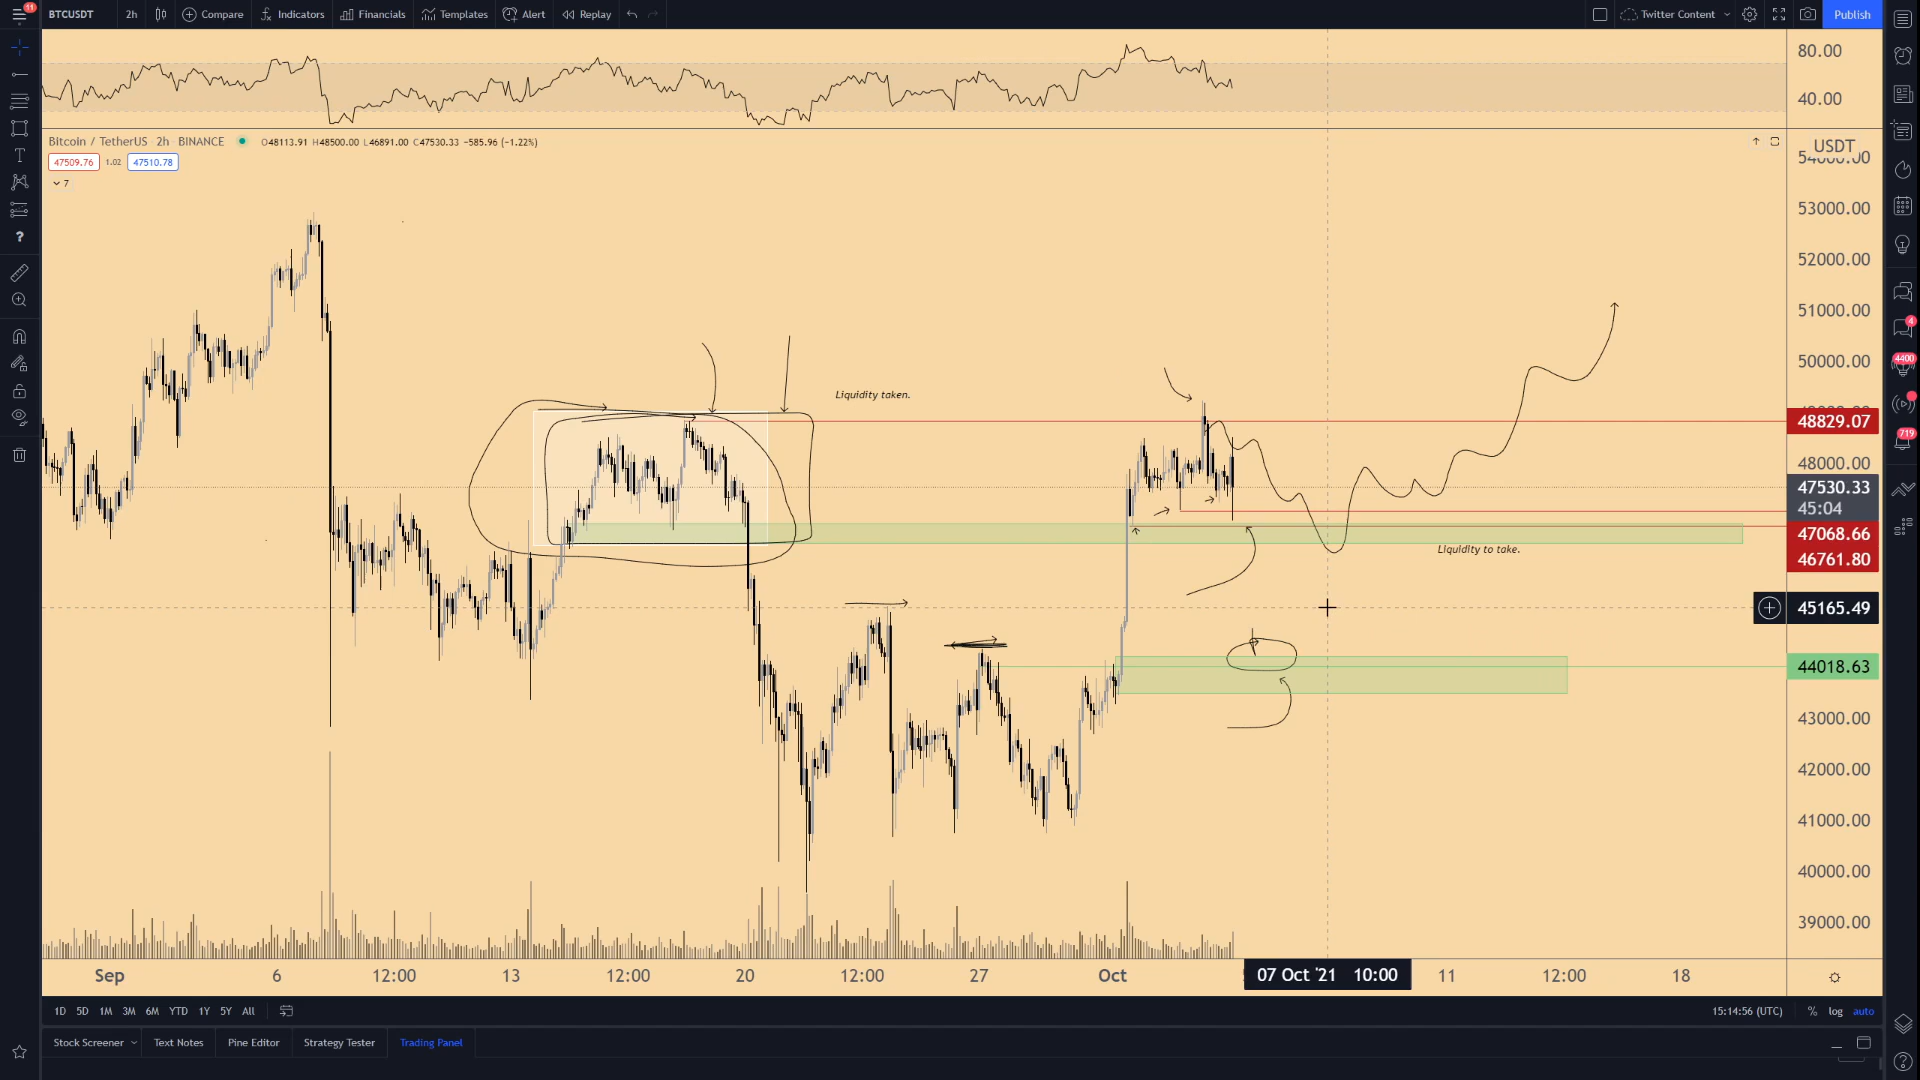 11
BTCUSDT 2h Compare Indicators Financials Templates Alert Replay Twitter Content Publish
80.00
40.00
Bitcoin / TetherUS 2h BINANCE O48113.91 H48500.00 L46891.00 C47530.33 −585.96 (−1.22%)
USDT
47509.76 1.02 47510.78
7
53000.00
52000.00
51000.00
50000.00
4400
Liquidity taken.
48829.07
719
48000.00
47530.33
45:04
47068.66
Liquidity to take.
46761.80
45165.49
44018.63
43000.00
42000.00
41000.00
40000.00
39000.00
Sep 6 12:00 13 12:00 20 12:00 27 Oct 07 Oct '21 10:00 11 12:00 18
1D 5D 1M 3M 6M YTD 1Y 5Y All 15:14:56 (UTC) % log auto
Stock Screener Text Notes Pine Editor Strategy Tester Trading Panel